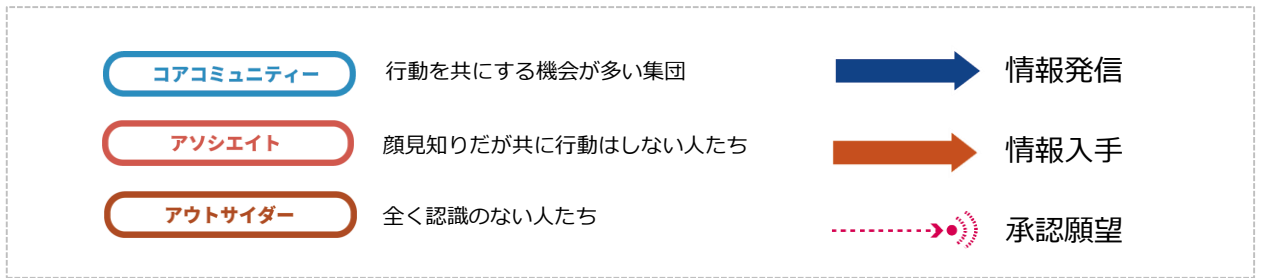 コアコミュニティー 行動を共にする機会が多い集団 情報発信
アソシエイト 顔見知りだが共に行動はしない人たち 情報入手
アウトサイダー 全く認識のない人たち 承認願望